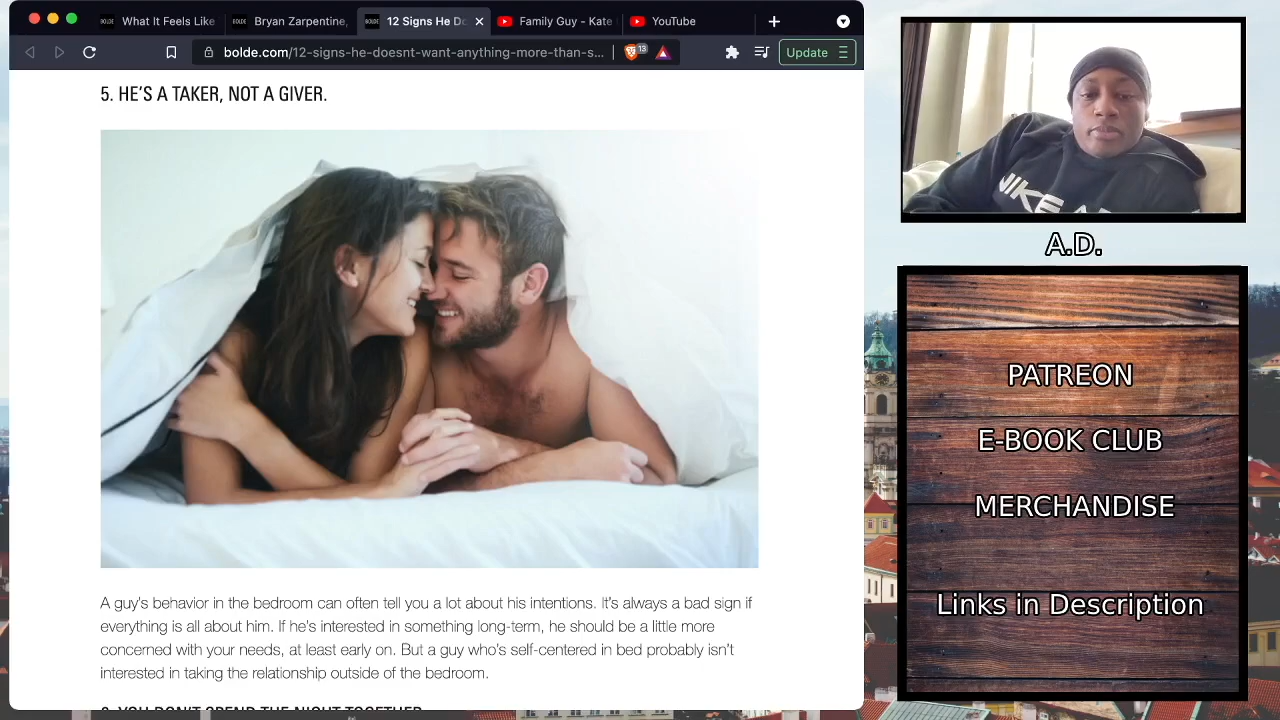 What It Feels Like
Bryan Zarpentine,
12 Signs He Do
Family Guy - Kate
YouTube
bolde.com/12-signs-he-doesnt-want-anything-more-than-s...
13
Update
5. HE'S A TAKER, NOT A GIVER.
A guy's behavior in the bedroom can often tell you a lot about his intentions. It's always a bad sign if
everything is all about him. If he's interested in something long-term, he should be a little more
concerned with your needs, at least early on. But a guy who's self-centered in bed probably isn't
interested in taking the relationship outside of the bedroom.
NIKE
A.D.
PATREON
E-BOOK CLUB
MERCHANDISE
Links in Description